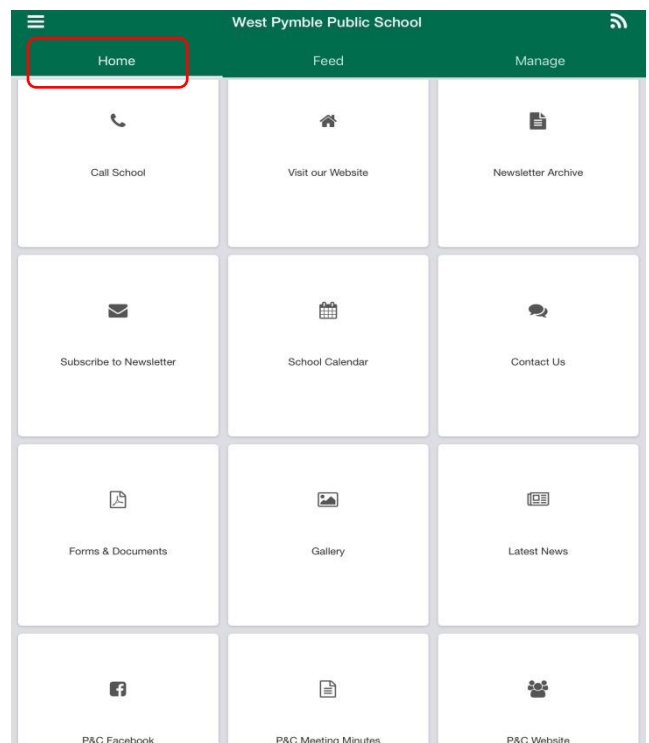 West Pymble Public School
Home Feed Manage
Call School Visit our Website Newsletter Archive
Subscribe to Newsletter School Calendar Contact Us
Forms & Documents Gallery Latest News
P&C Facebook P&C Meeting Minutes P&C Website